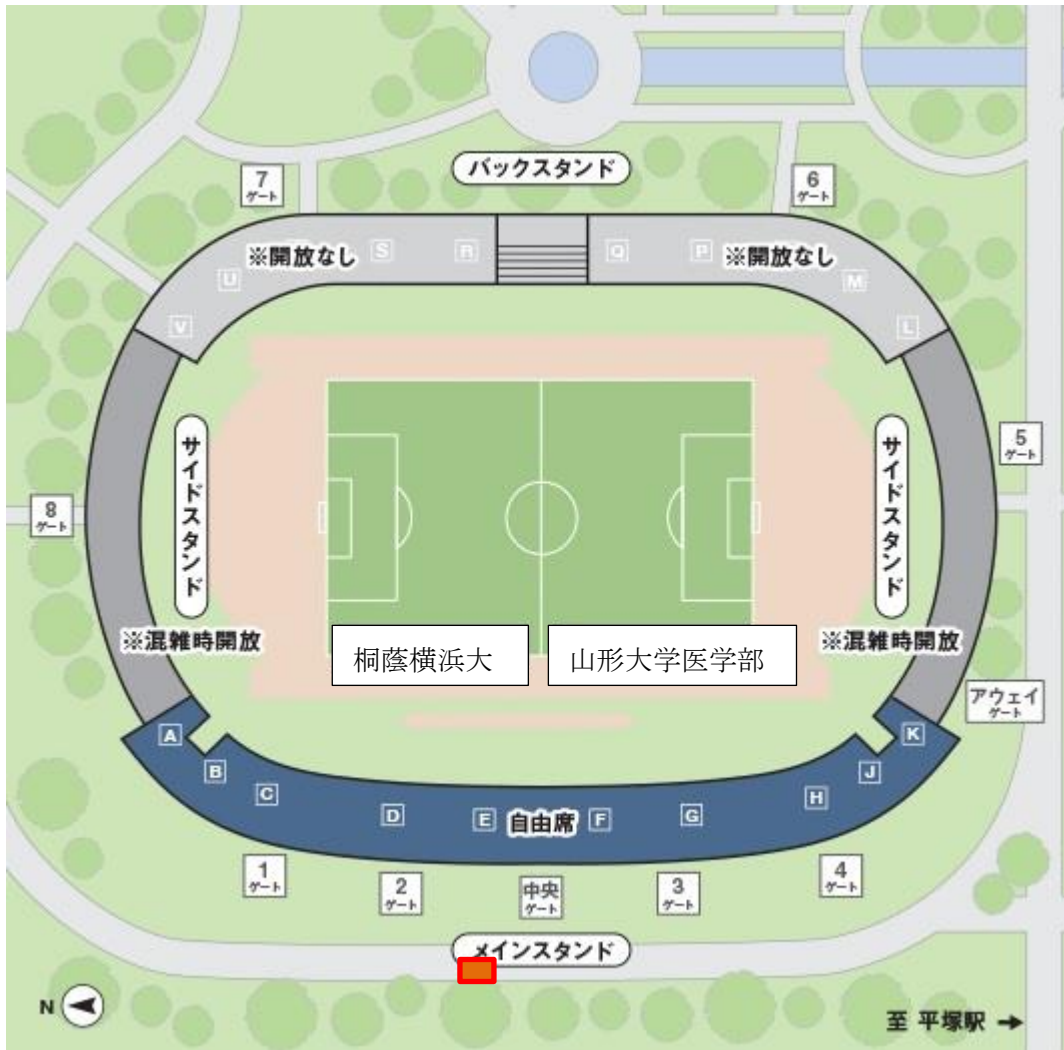 バックスタンド
7
ゲート
6
ゲート
※開放なし
S
R
Q
P
※開放なし
U
M
V
L
サイドスタンド
サイドスタンド
5
ゲート
8
ゲート
※混雑時開放
※混雑時開放
桐蔭横浜大
山形大学医学部
アウェイ
ゲート
A
K
B
J
C
H
D
E
自由席
F
G
1
ゲート
2
ゲート
中央
ゲート
3
ゲート
4
ゲート
メインスタンド
N
至 平塚駅 →